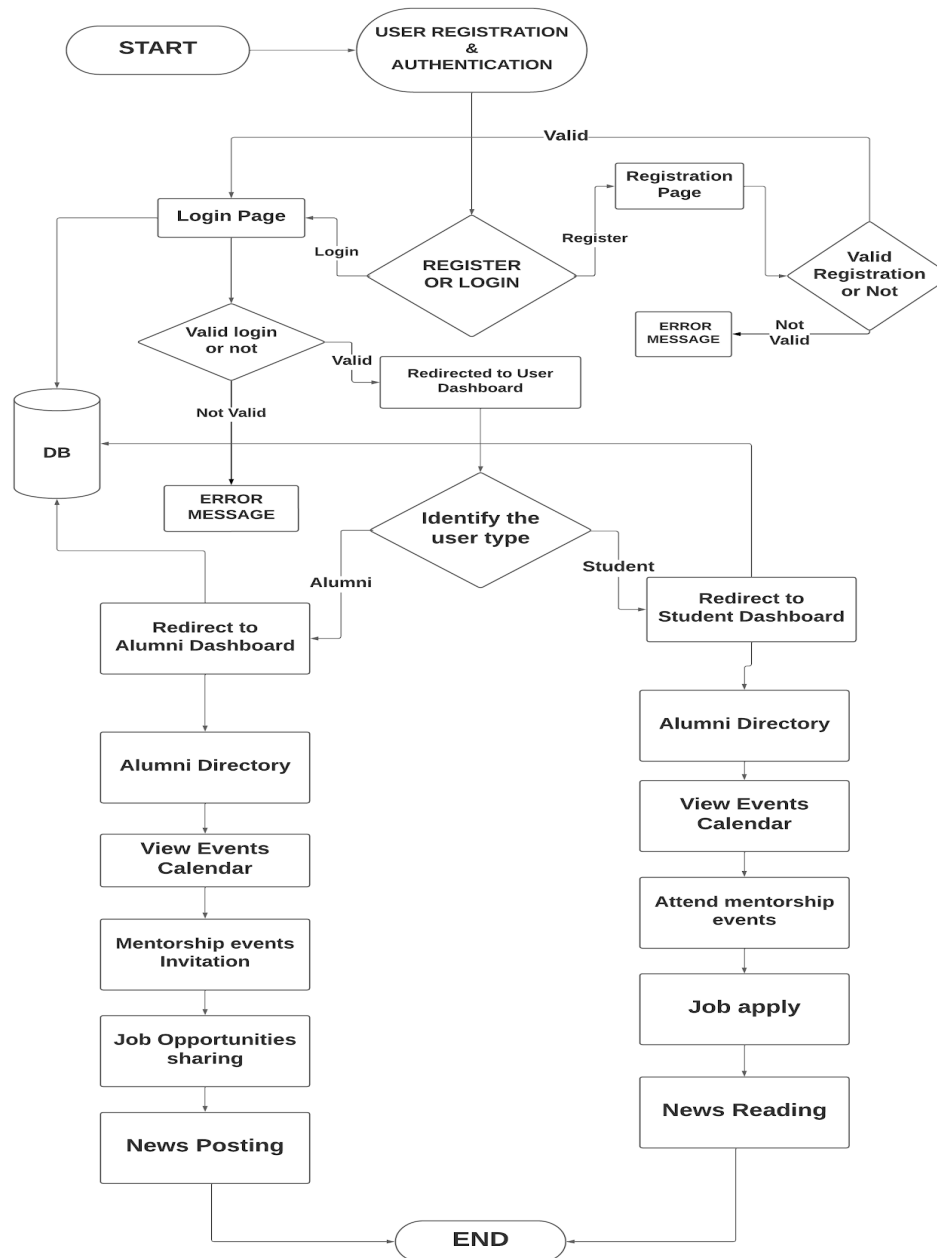 START
USER REGISTRATION
&
AUTHENTICATION
Valid
Registration
Page
Login Page
Login
Register
REGISTER
OR LOGIN
Valid
Registration
or Not
Not
Valid
ERROR
MESSAGE
Valid login
or not
Valid
Redirected to User
Dashboard
Not Valid
DB
ERROR
MESSAGE
Identify the
user type
Alumni
Student
Redirect to
Alumni Dashboard
Redirect to
Student Dashboard
Alumni Directory
View Events
Calendar
Mentorship events
Invitation
Job Opportunities
sharing
News Posting
Alumni Directory
View Events
Calendar
Attend mentorship
events
Job apply
News Reading
END